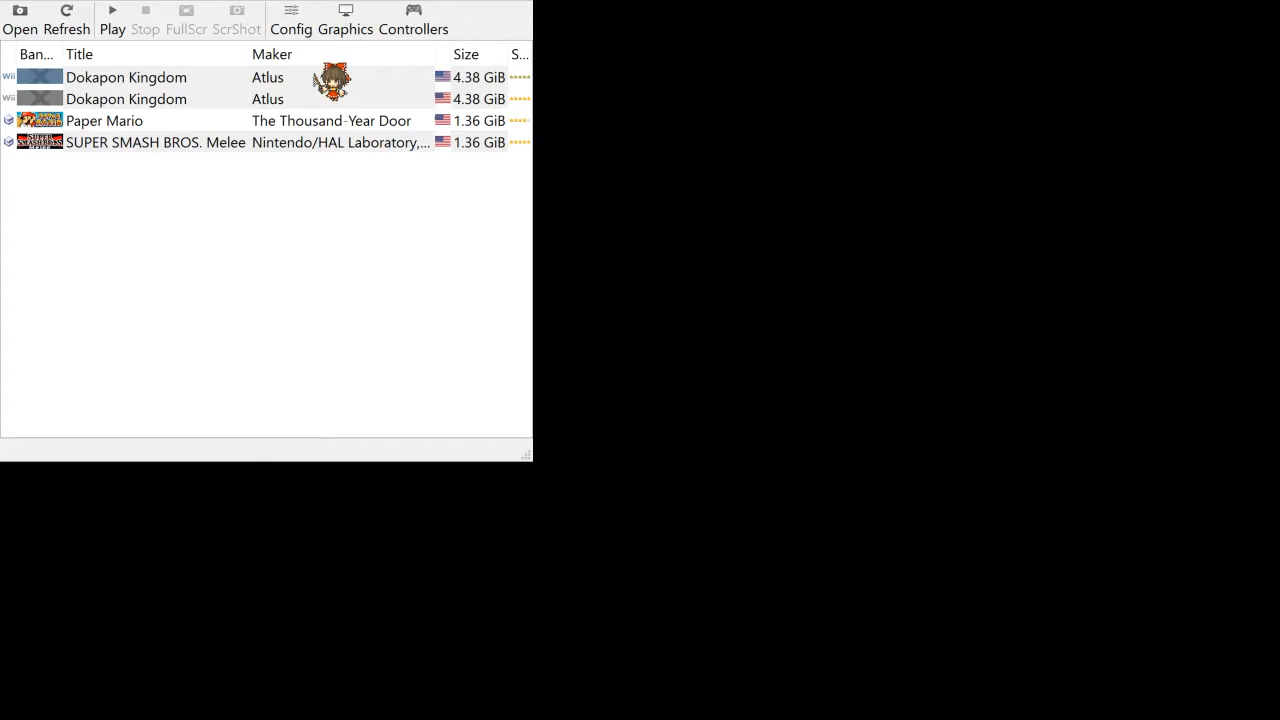 Open Refresh Play Stop FullScr ScrShot Config Graphics Controllers
Ban... Title Maker Size S...
Wii Dokapon Kingdom Atlus 4.38 GiB
Wii Dokapon Kingdom Atlus 4.38 GiB
Paper Mario The Thousand-Year Door 1.36 GiB
SUPER SMASH BROS. Melee Nintendo/HAL Laboratory,... 1.36 GiB